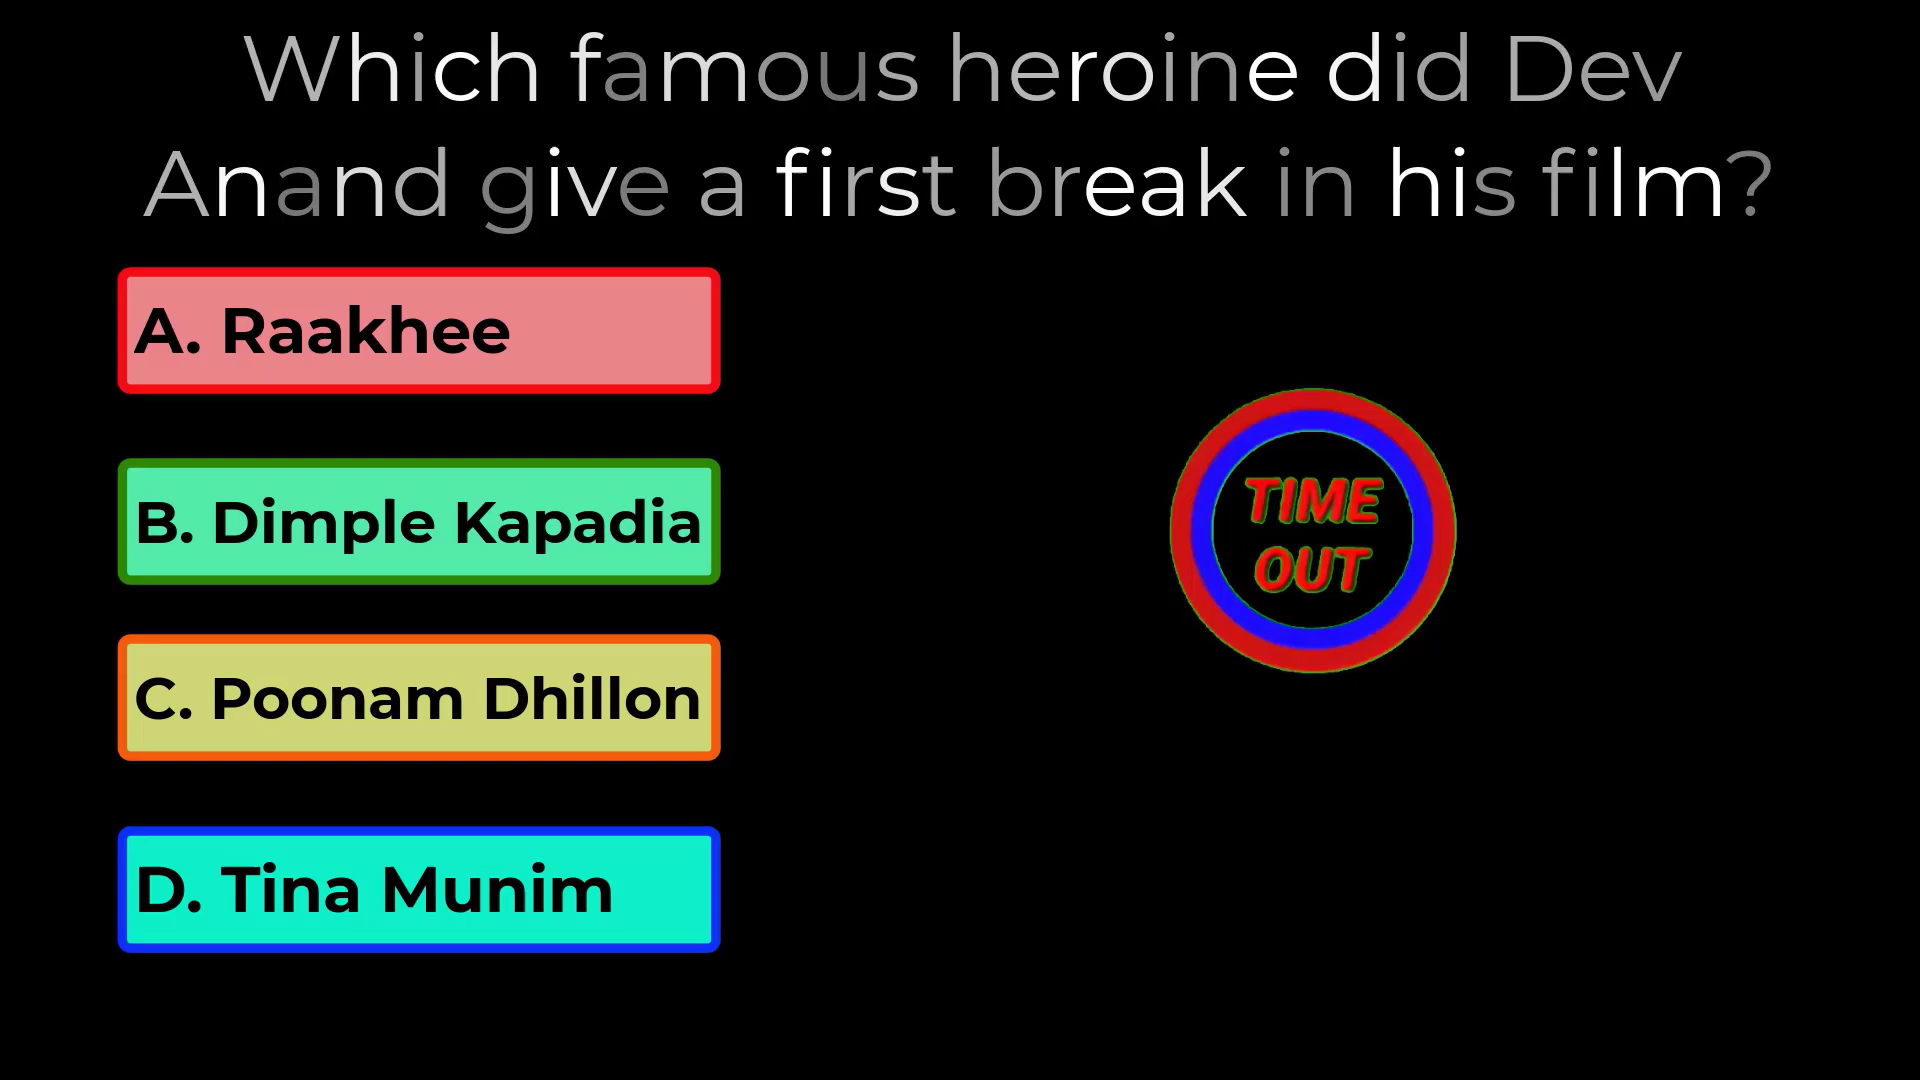 Which famous heroine did Dev
Anand give a first break in his film?
A. Raakhee
B. Dimple Kapadia
C. Poonam Dhillon
D. Tina Munim
TIME
OUT